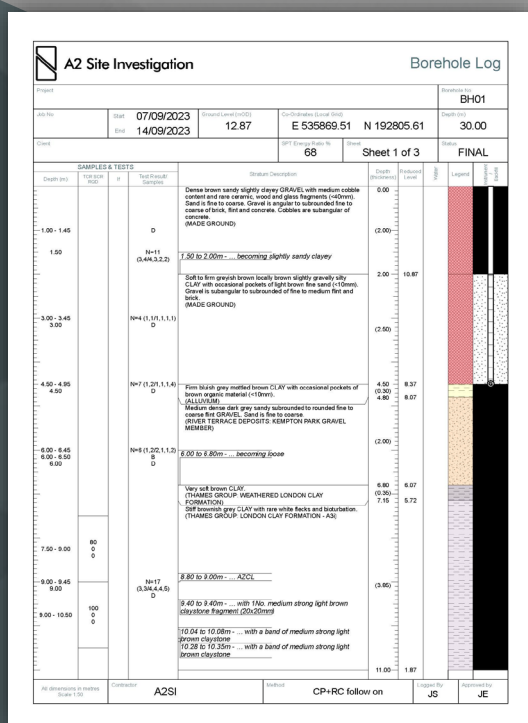 A2 Site Investigation
Borehole Log
Project
Borehole No
BH01
Job No
Start 07/09/2023
End 14/09/2023
Ground Level (mOD)
12.87
Co-Ordinates (Local Grid)
E 535869.51 N 192805.61
Depth (m)
30.00
Client
SPT Energy Ratio %
68
Sheet
Sheet 1 of 3
Status
FINAL
SAMPLES & TESTS
Depth (m)
TCR SCR RQD
If
Test Result/ Samples
Stratum Description
Depth (thickness)
Reduced Level
Water
Legend
Dense brown sandy slightly clayey GRAVEL with medium cobble
content and rare ceramic, wood and glass fragments (<40mm).
Sand is fine to coarse. Gravel is angular to subrounded fine to
coarse of brick, flint and concrete. Cobbles are subangular of
concrete.
(MADE GROUND)
0.00
1.00 - 1.45 D
(2.00)
1.50 N=11
(3,4/4,3,2,2)
1.50 to 2.00m - ... becoming slightly sandy clayey
2.00 10.87
Soft to firm greyish brown locally brown slightly gravelly silty
CLAY with occasional pockets of light brown fine sand (<10mm).
Gravel is subangular to subrounded of fine to medium flint and
brick.
(MADE GROUND)
3.00 - 3.45 N=4 (1,1/1,1,1,1)
3.00 D
(2.50)
4.50 - 4.95 N=7 (1,2/1,1,1,4)
4.50 D
4.50 8.37
Firm bluish grey mottled brown CLAY with occasional pockets of
brown organic material (<10mm).
(ALLUVIUM)
(0.30)
4.80 8.07
Medium dense dark grey sandy subrounded to rounded fine to
coarse flint GRAVEL. Sand is fine to coarse.
(RIVER TERRACE DEPOSITS: KEMPTON PARK GRAVEL
MEMBER)
(2.00)
6.00 - 6.45 N=6 (1,2/2,1,1,2)
6.00 - 6.50 B
6.00 D
6.00 to 6.80m - ... becoming loose
6.80 6.07
Very soft brown CLAY.
(THAMES GROUP: WEATHERED LONDON CLAY
FORMATION)
(0.35)
7.15 5.72
Stiff brownish grey CLAY with rare white flecks and bioturbation.
(THAMES GROUP: LONDON CLAY FORMATION - A3i)
7.50 - 9.00
80
0
0
8.80 to 9.00m - ... AZCL
9.00 - 9.45 N=17
9.00 (3,3/4,4,4,5)
D
(3.85)
9.40 to 9.40m - ... with 1No. medium strong light brown
claystone fragment (20x20mm)
9.00 - 10.50
100
0
0
10.04 to 10.08m - ... with a band of medium strong light
brown claystone
10.28 to 10.35m - ... with a band of medium strong light
brown claystone
11.00 1.87
All dimensions in metres
Scale 1:50
Contractor
A2SI
Method
CP+RC follow on
Logged By
JS
Approved by
JE